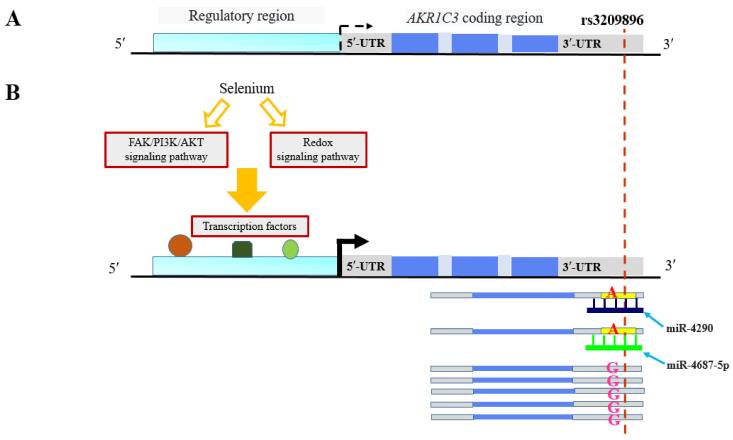 A
Regulatory region
AKR1C3 coding region
rs3209896
5′
5′-UTR
3′-UTR
3′
B
Selenium
FAK/PI3K/AKT
signaling pathway
Redox
signaling pathway
Transcription factors
5′
5′-UTR
3′-UTR
3′
A
miR-4290
A
miR-4687-5p
G
G
G
G
G